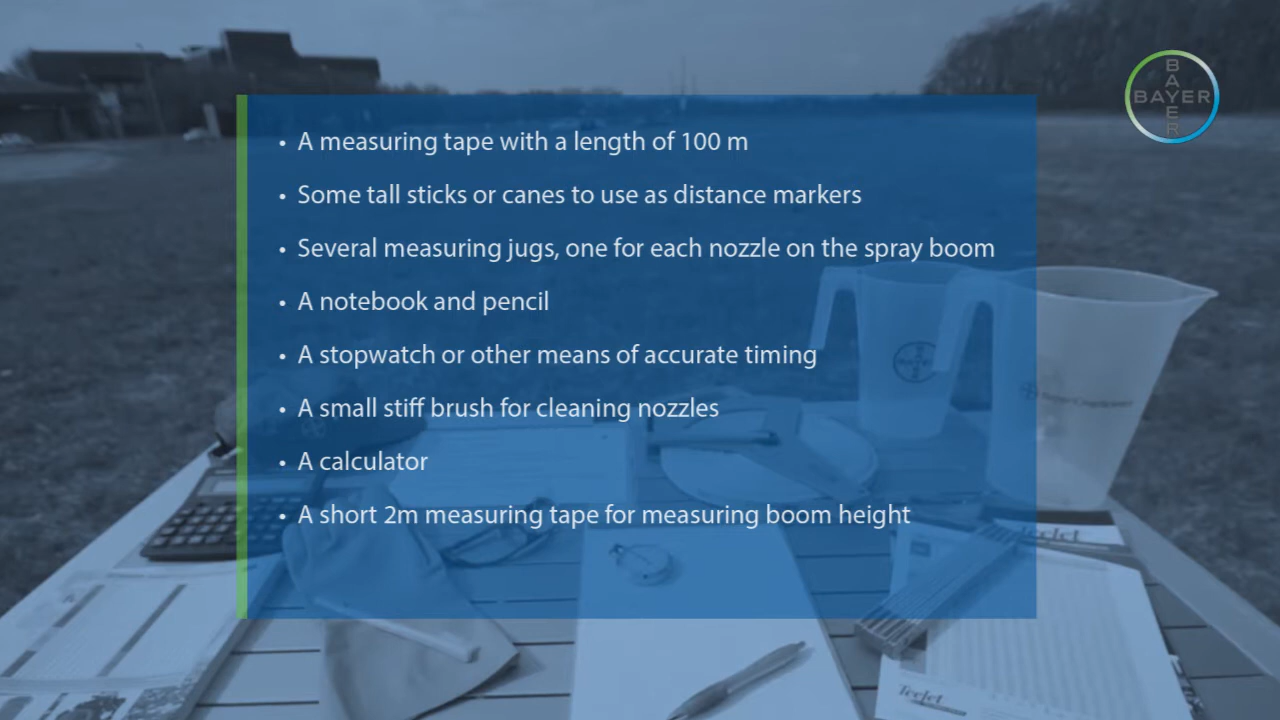 BAYER
BAYER
• A measuring tape with a length of 100 m
• Some tall sticks or canes to use as distance markers
• Several measuring jugs, one for each nozzle on the spray boom
• A notebook and pencil
• A stopwatch or other means of accurate timing
• A small stiff brush for cleaning nozzles
• A calculator
• A short 2m measuring tape for measuring boom height
TeeJet
TeeJet